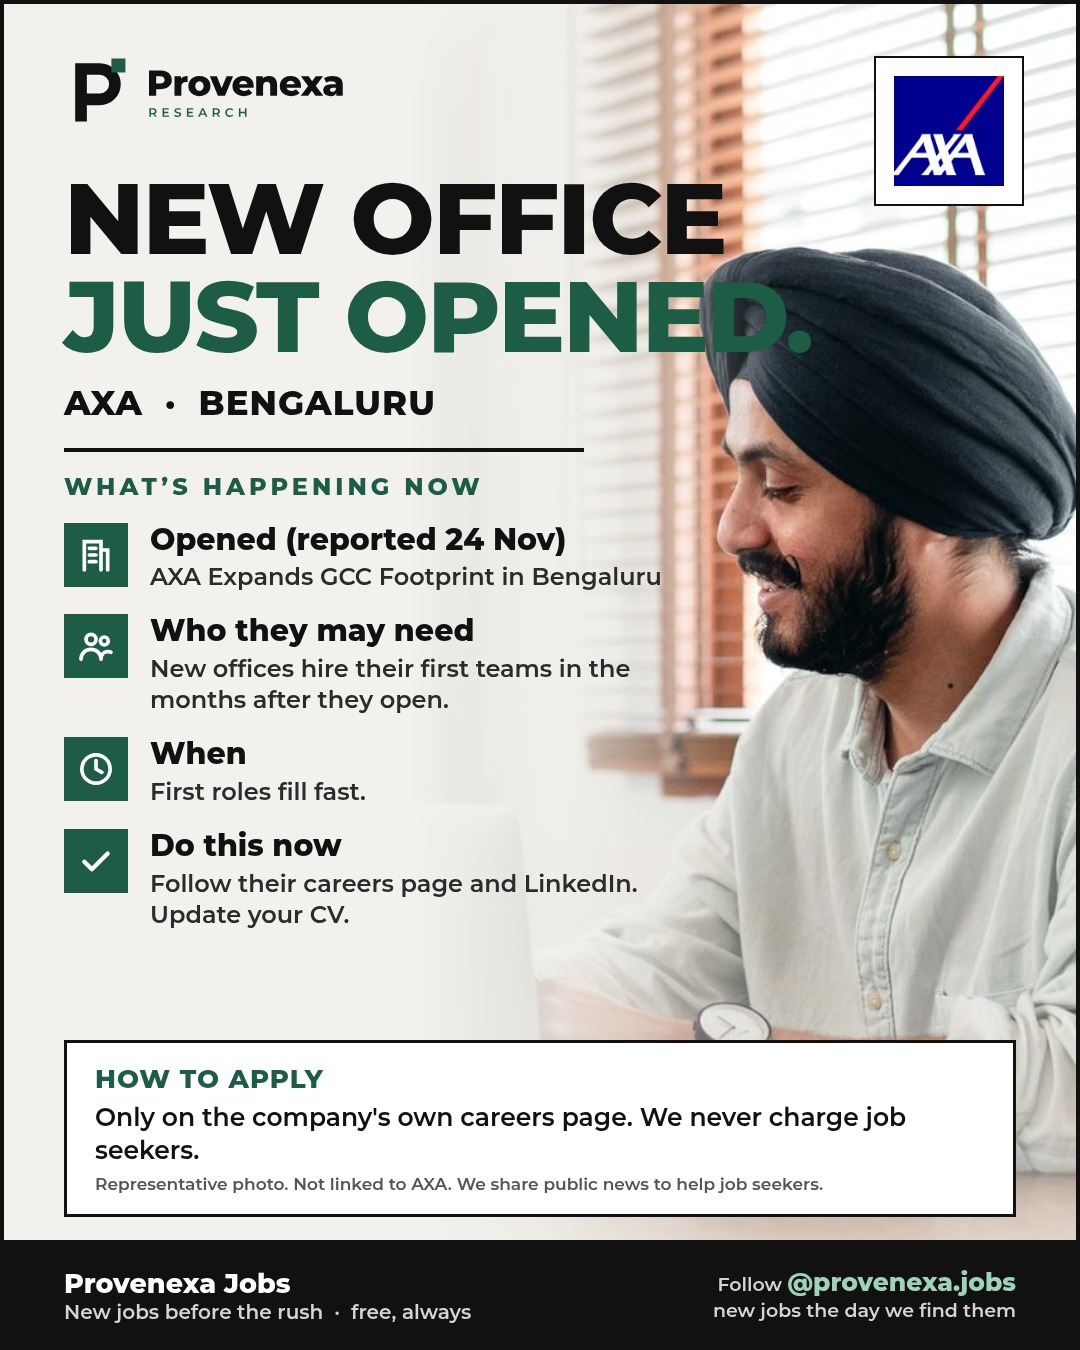 Provenexa
RESEARCH
AXA
NEW OFFICE
JUST OPENED.
AXA · BENGALURU
WHAT’S HAPPENING NOW
Opened (reported 24 Nov)
AXA Expands GCC Footprint in Bengaluru
Who they may need
New offices hire their first teams in the
months after they open.
When
First roles fill fast.
Do this now
Follow their careers page and LinkedIn.
Update your CV.
HOW TO APPLY
Only on the company's own careers page. We never charge job
seekers.
Representative photo. Not linked to AXA. We share public news to help job seekers.
Provenexa Jobs
New jobs before the rush · free, always
Follow @provenexa.jobs
new jobs the day we find them